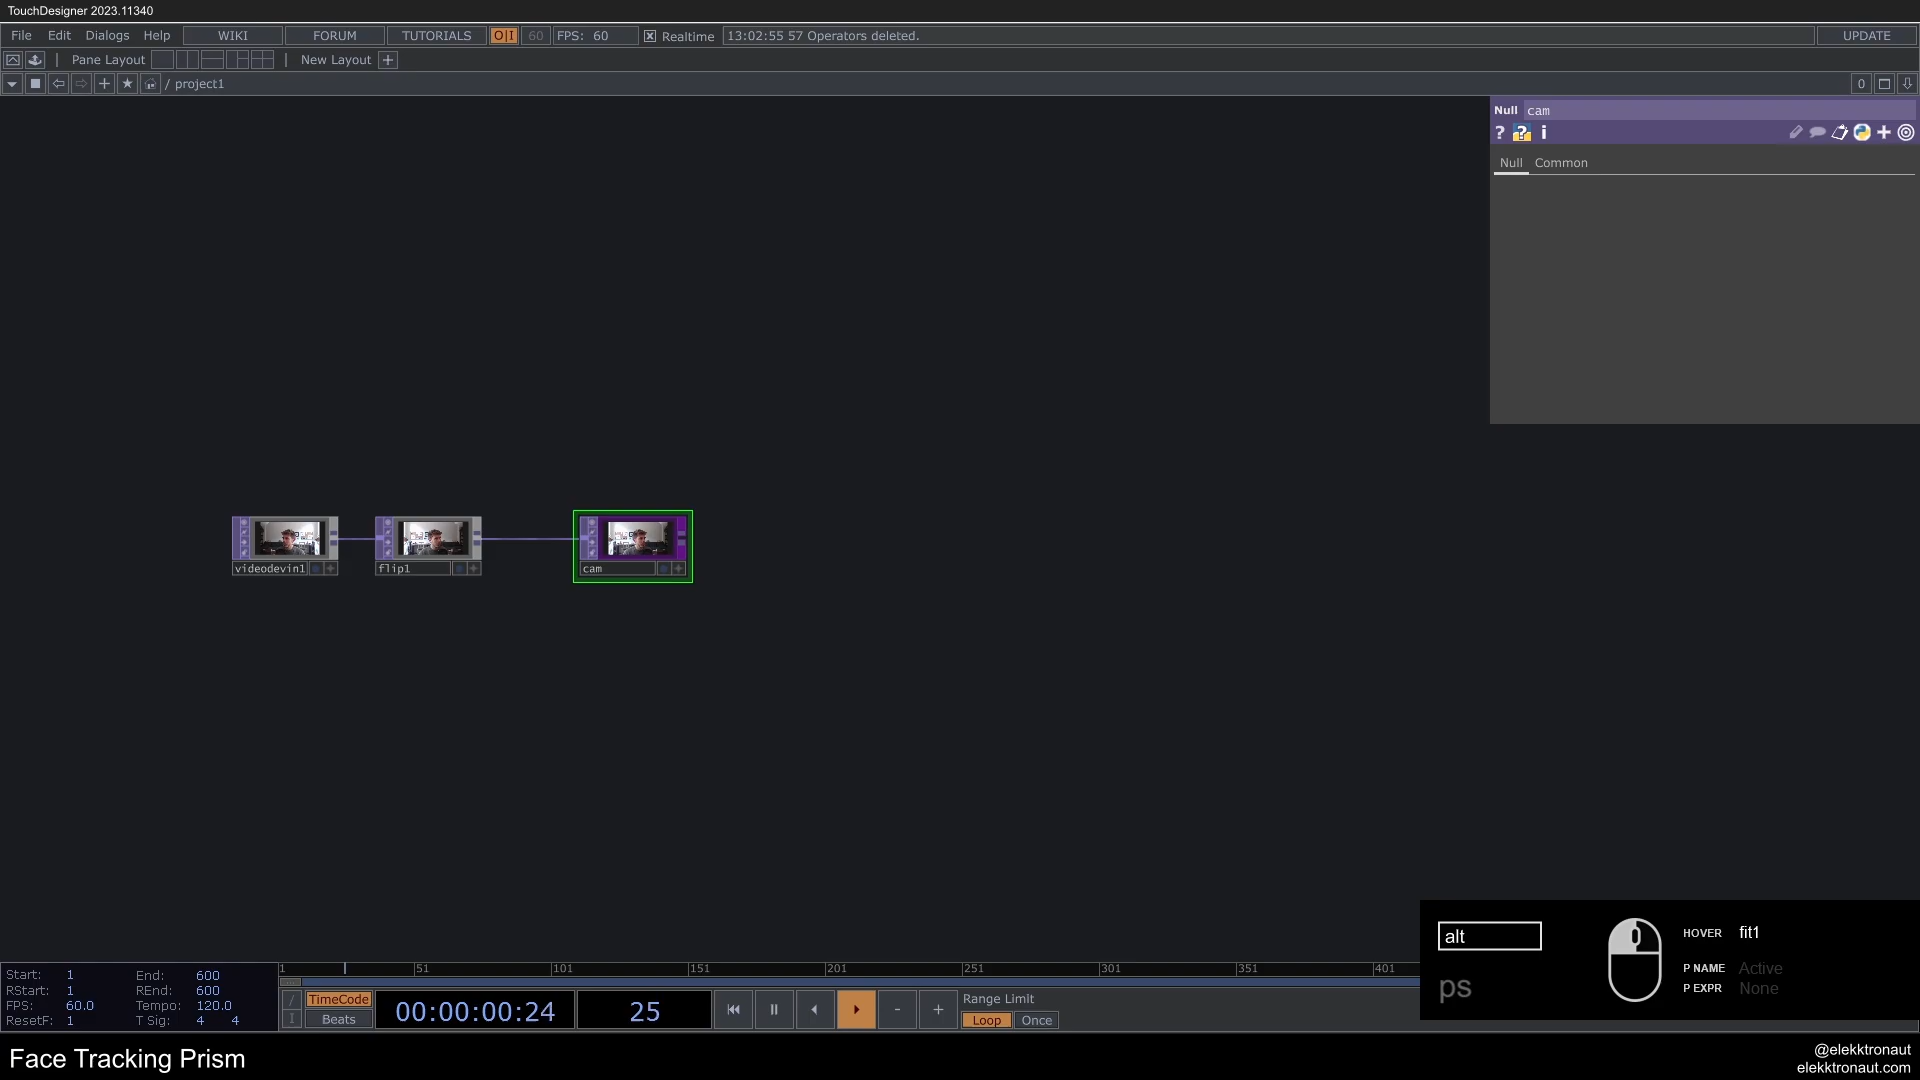 TouchDesigner 2023.11340
File Edit Dialogs Help WIKI FORUM TUTORIALS O|I 60 FPS: 60 Realtime 13:02:55 57 Operators deleted. UPDATE
Pane Layout New Layout
/ project1 0
Null cam
? ? i
Null Common
videodevin1 flip1 cam
alt
ps
HOVER fit1
P NAME Active
P EXPR None
1 51 101 151 201 251 301 351 401
Start: 1 End: 600
RStart: 1 REnd: 600
FPS: 60.0 Tempo: 120.0
ResetF: 1 T Sig: 4 4
TimeCode
Beats
00:00:00:24 25
Range Limit
Loop Once
Face Tracking Prism
@elekktronaut
elekktronaut.com